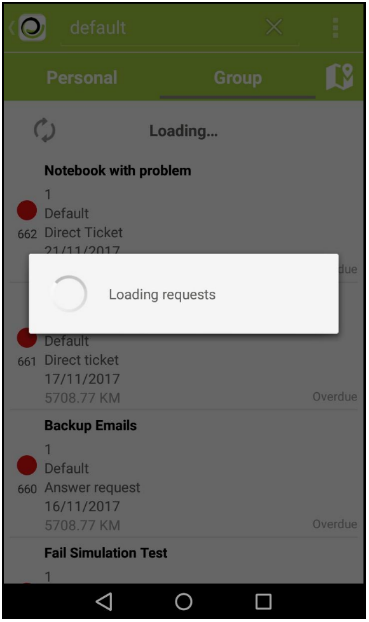 default
Personal Group
Loading...
Notebook with problem
1
Default
662 Direct Ticket
21/11/2017
due
Loading requests
Default
661 Direct ticket
17/11/2017
5708.77 KM Overdue
Backup Emails
1
Default
660 Answer request
16/11/2017
5708.77 KM Overdue
Fail Simulation Test
1